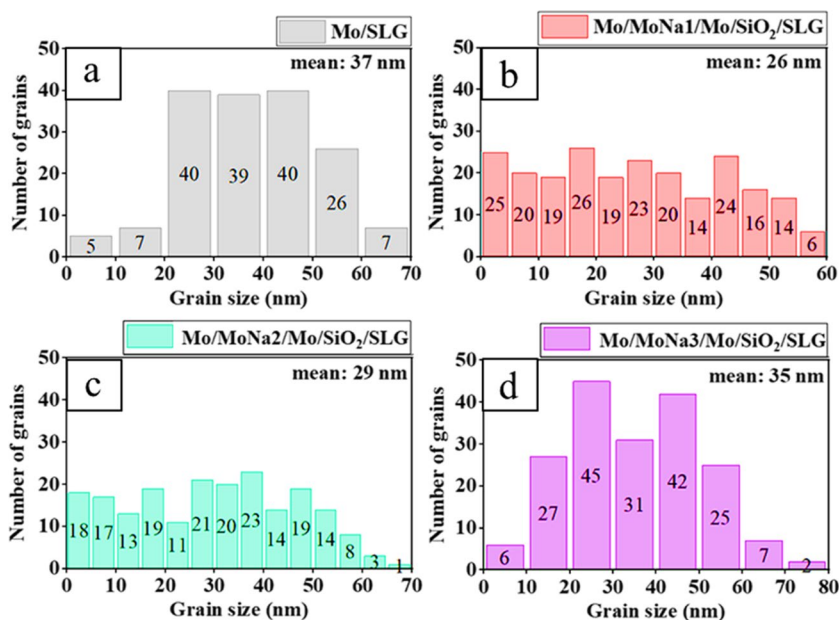 Mo/SLG
a
mean: 37 nm
Number of grains
50
40
30
20
10
0
5
7
40
39
40
26
7
0 10 20 30 40 50 60 70
Grain size (nm)
Mo/MoNa1/Mo/SiO₂/SLG
b
mean: 26 nm
Number of grains
50
40
30
20
10
0
25
20
19
26
19
23
20
14
24
16
14
6
0 10 20 30 40 50 60
Grain size (nm)
Mo/MoNa2/Mo/SiO₂/SLG
c
mean: 29 nm
Number of grains
50
40
30
20
10
0
18
17
13
19
11
21
20
23
14
19
14
8
3
1
0 10 20 30 40 50 60 70
Grain size (nm)
Mo/MoNa3/Mo/SiO₂/SLG
d
mean: 35 nm
Number of grains
50
40
30
20
10
0
6
27
45
31
42
25
7
2
0 10 20 30 40 50 60 70 80
Grain size (nm)